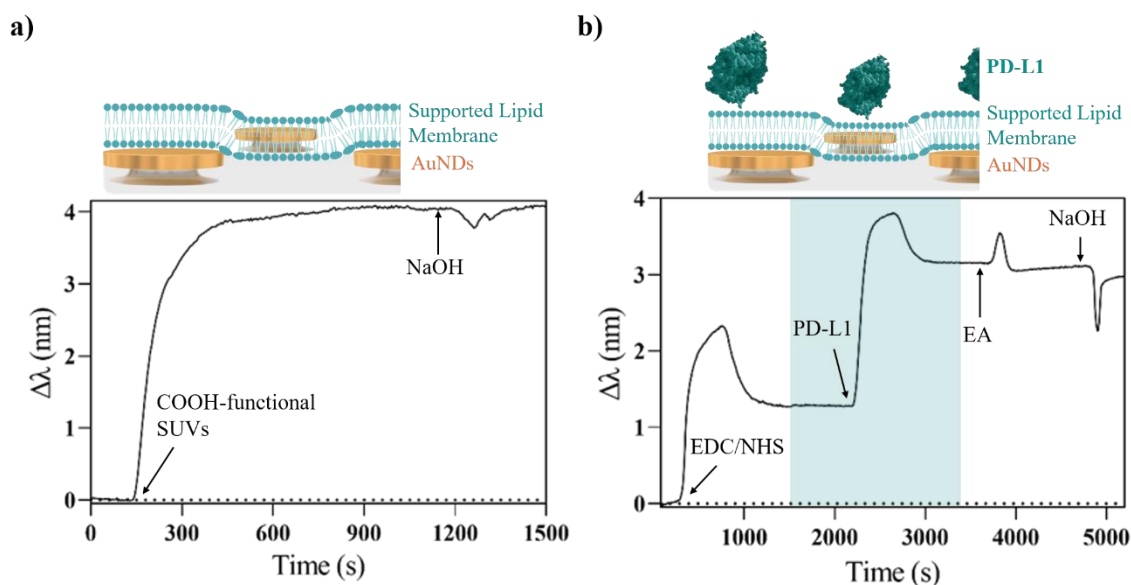 a)
Supported Lipid
Membrane
AuNDs
4
3
2
1
0
Δλ (nm)
NaOH
COOH-functional
SUVs
0
300
600
900
1200
1500
Time (s)
b)
PD-L1
Supported Lipid
Membrane
AuNDs
4
3
2
1
0
Δλ (nm)
NaOH
PD-L1
EA
EDC/NHS
1000
2000
3000
4000
5000
Time (s)